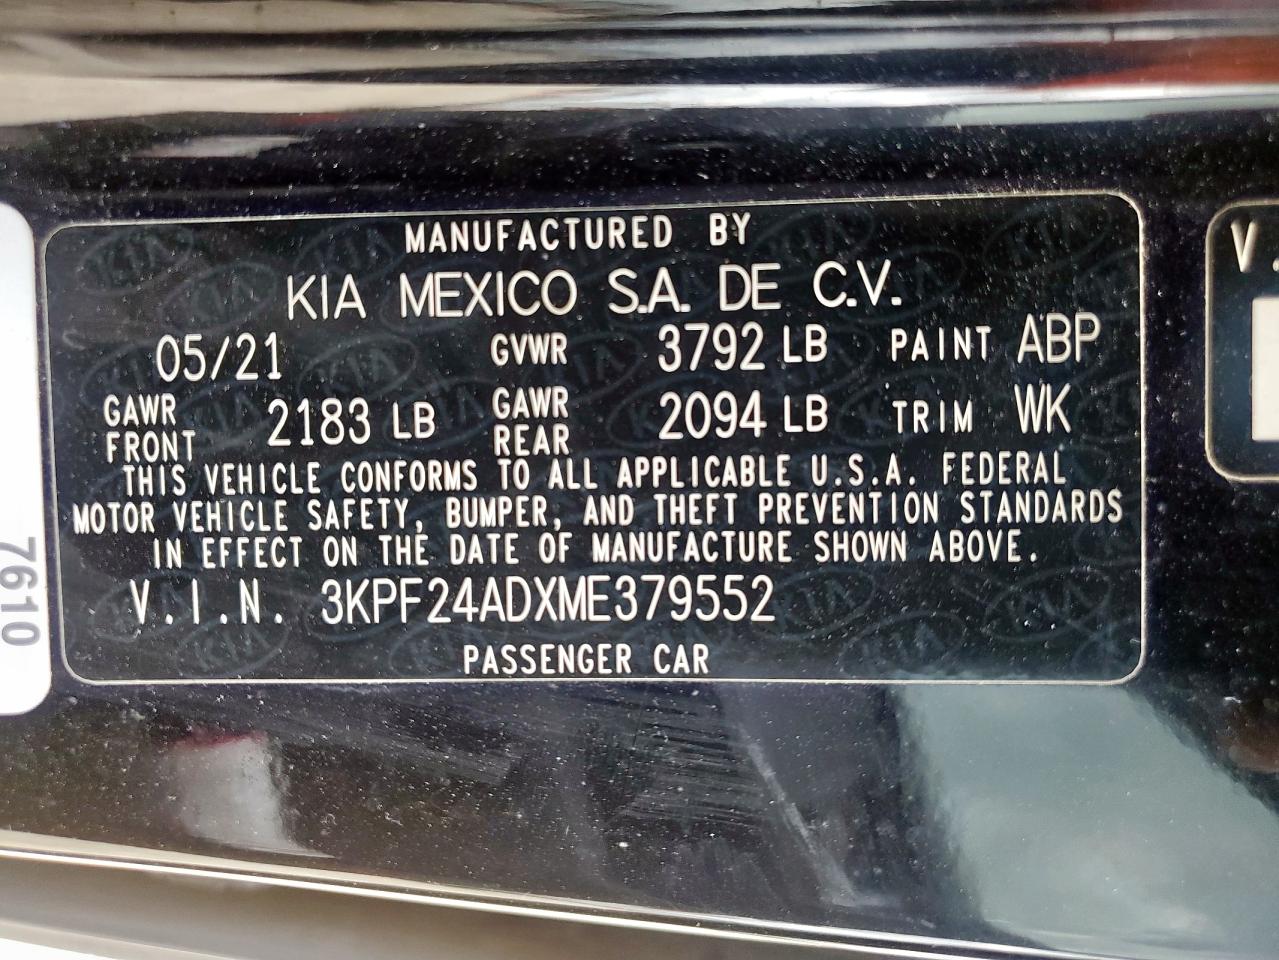 MANUFACTURED BY
KIA MEXICO S.A. DE C.V.
05/21 GVWR 3792 LB PAINT ABP
GAWR FRONT 2183 LB GAWR REAR 2094 LB TRIM WK
THIS VEHICLE CONFORMS TO ALL APPLICABLE U.S.A. FEDERAL
MOTOR VEHICLE SAFETY, BUMPER, AND THEFT PREVENTION STANDARDS
IN EFFECT ON THE DATE OF MANUFACTURE SHOWN ABOVE.
V.I.N. 3KPF24ADXME379552
PASSENGER CAR
7610
V.